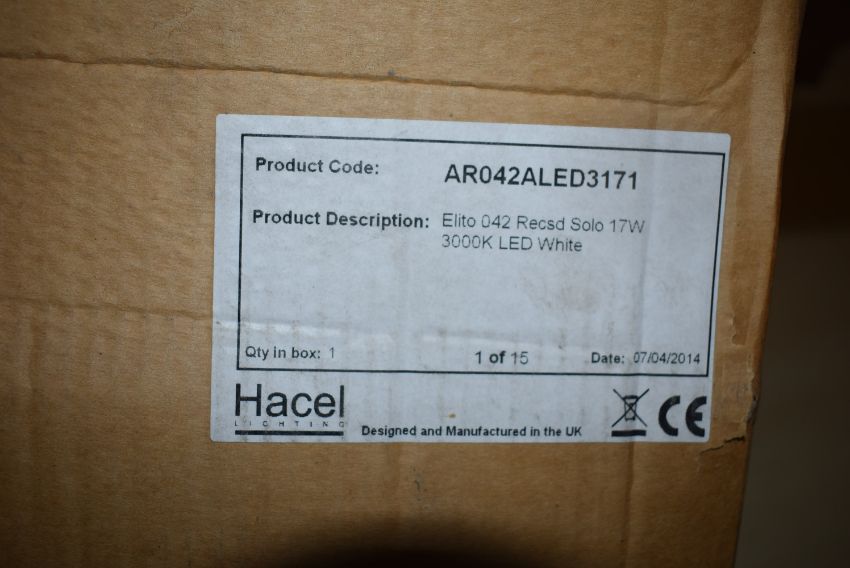 Product Code: AR042ALED3171
Product Description: Elito 042 Recsd Solo 17W
3000K LED White
Qty in box: 1 1 of 15 Date: 07/04/2014
Hacel
LIGHTING
Designed and Manufactured in the UK
CE